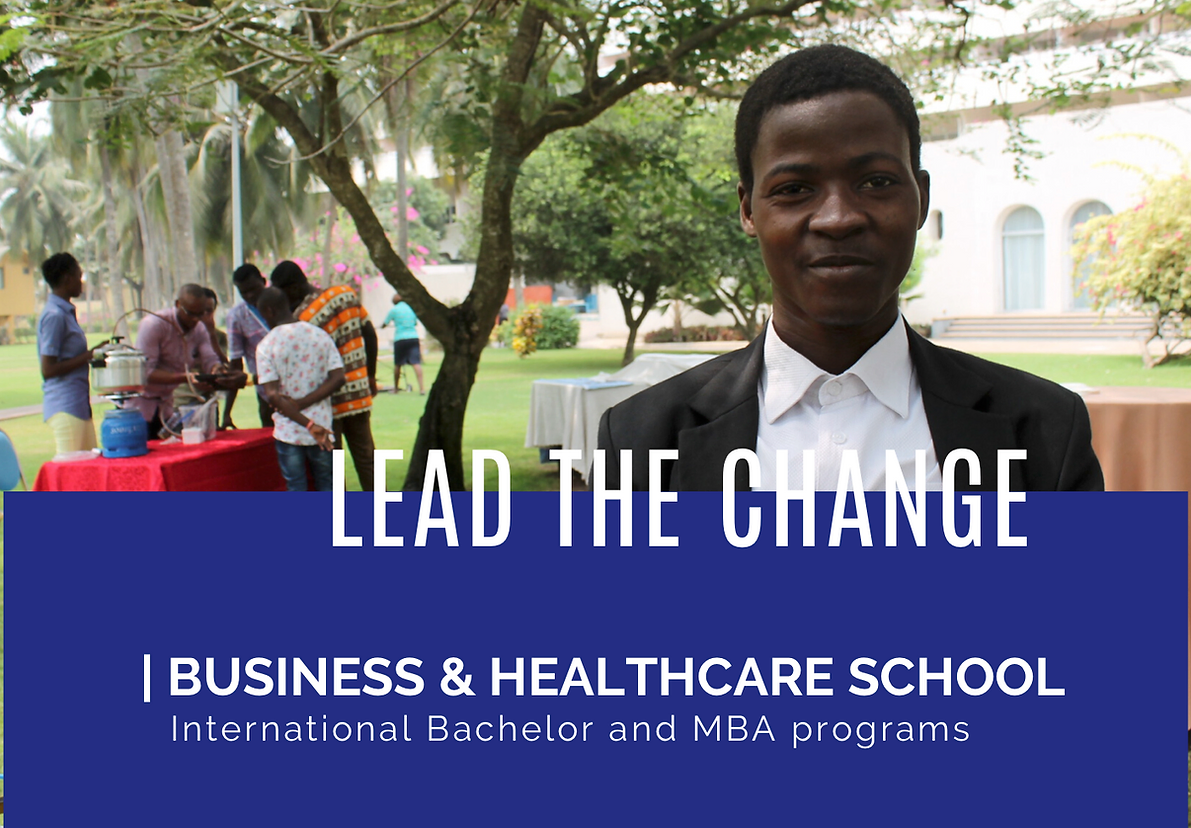 LEAD THE CHANGE
| BUSINESS & HEALTHCARE SCHOOL
International Bachelor and MBA programs